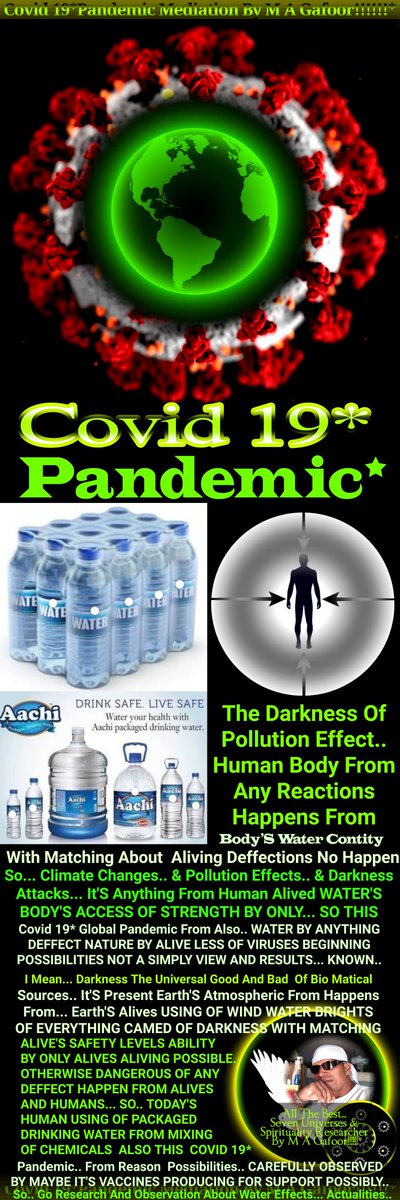 Covid 19*Pandemic Mediation By M A Gafoor!!!!!!*
Covid 19*
Pandemic*
WATER
WATER
WATER
WATER
WATER
Aachi
DRINK SAFE. LIVE SAFE
Water your health with
Aachi packaged drinking water.
Aachi
Aachi
Aachi
The Darkness Of
Pollution Effect..
Human Body From
Any Reactions
Happens From
Body'S Water Contity
With Matching About Aliving Deffections No Happen
So... Climate Changes.. & Pollution Effects.. & Darkness
Attacks... It'S Anything From Human Alived WATER'S
BODY'S ACCESS OF STRENGTH BY ONLY... SO THIS
Covid 19* Global Pandemic From Also.. WATER BY ANYTHING
DEFFECT NATURE BY ALIVE LESS OF VIRUSES BEGINNING
POSSIBILITIES NOT A SIMPLY VIEW AND RESULTS... KNOWN..
I Mean... Darkness The Universal Good And Bad Of Bio Matical
Sources.. It'S Present Earth'S Atmospheric From Happens
From... Earth'S Alives USING OF WIND WATER BRIGHTS
OF EVERYTHING CAMED OF DARKNESS WITH MATCHING
ALIVE'S SAFETY LEVELS ABILITY
BY ONLY ALIVES ALIVING POSSIBLE.
OTHERWISE DANGEROUS OF ANY
DEFFECT HAPPEN FROM ALIVES
AND HUMANS... SO.. TODAY'S
HUMAN USING OF PACKAGED
DRINKING WATER FROM MIXING
OF CHEMICALS ALSO THIS COVID 19*
All The Best...
Seven Universes &
Spirituality Researcher
By M A Gafoor!!!!
Pandemic.. From Reason Possibilities.. CAREFULLY OBSERVED
BY MAYBE IT'S VACCINES PRODUCING FOR SUPPORT POSSIBLY..
So.. Go Research And Observation About Water Effects... Actualities..